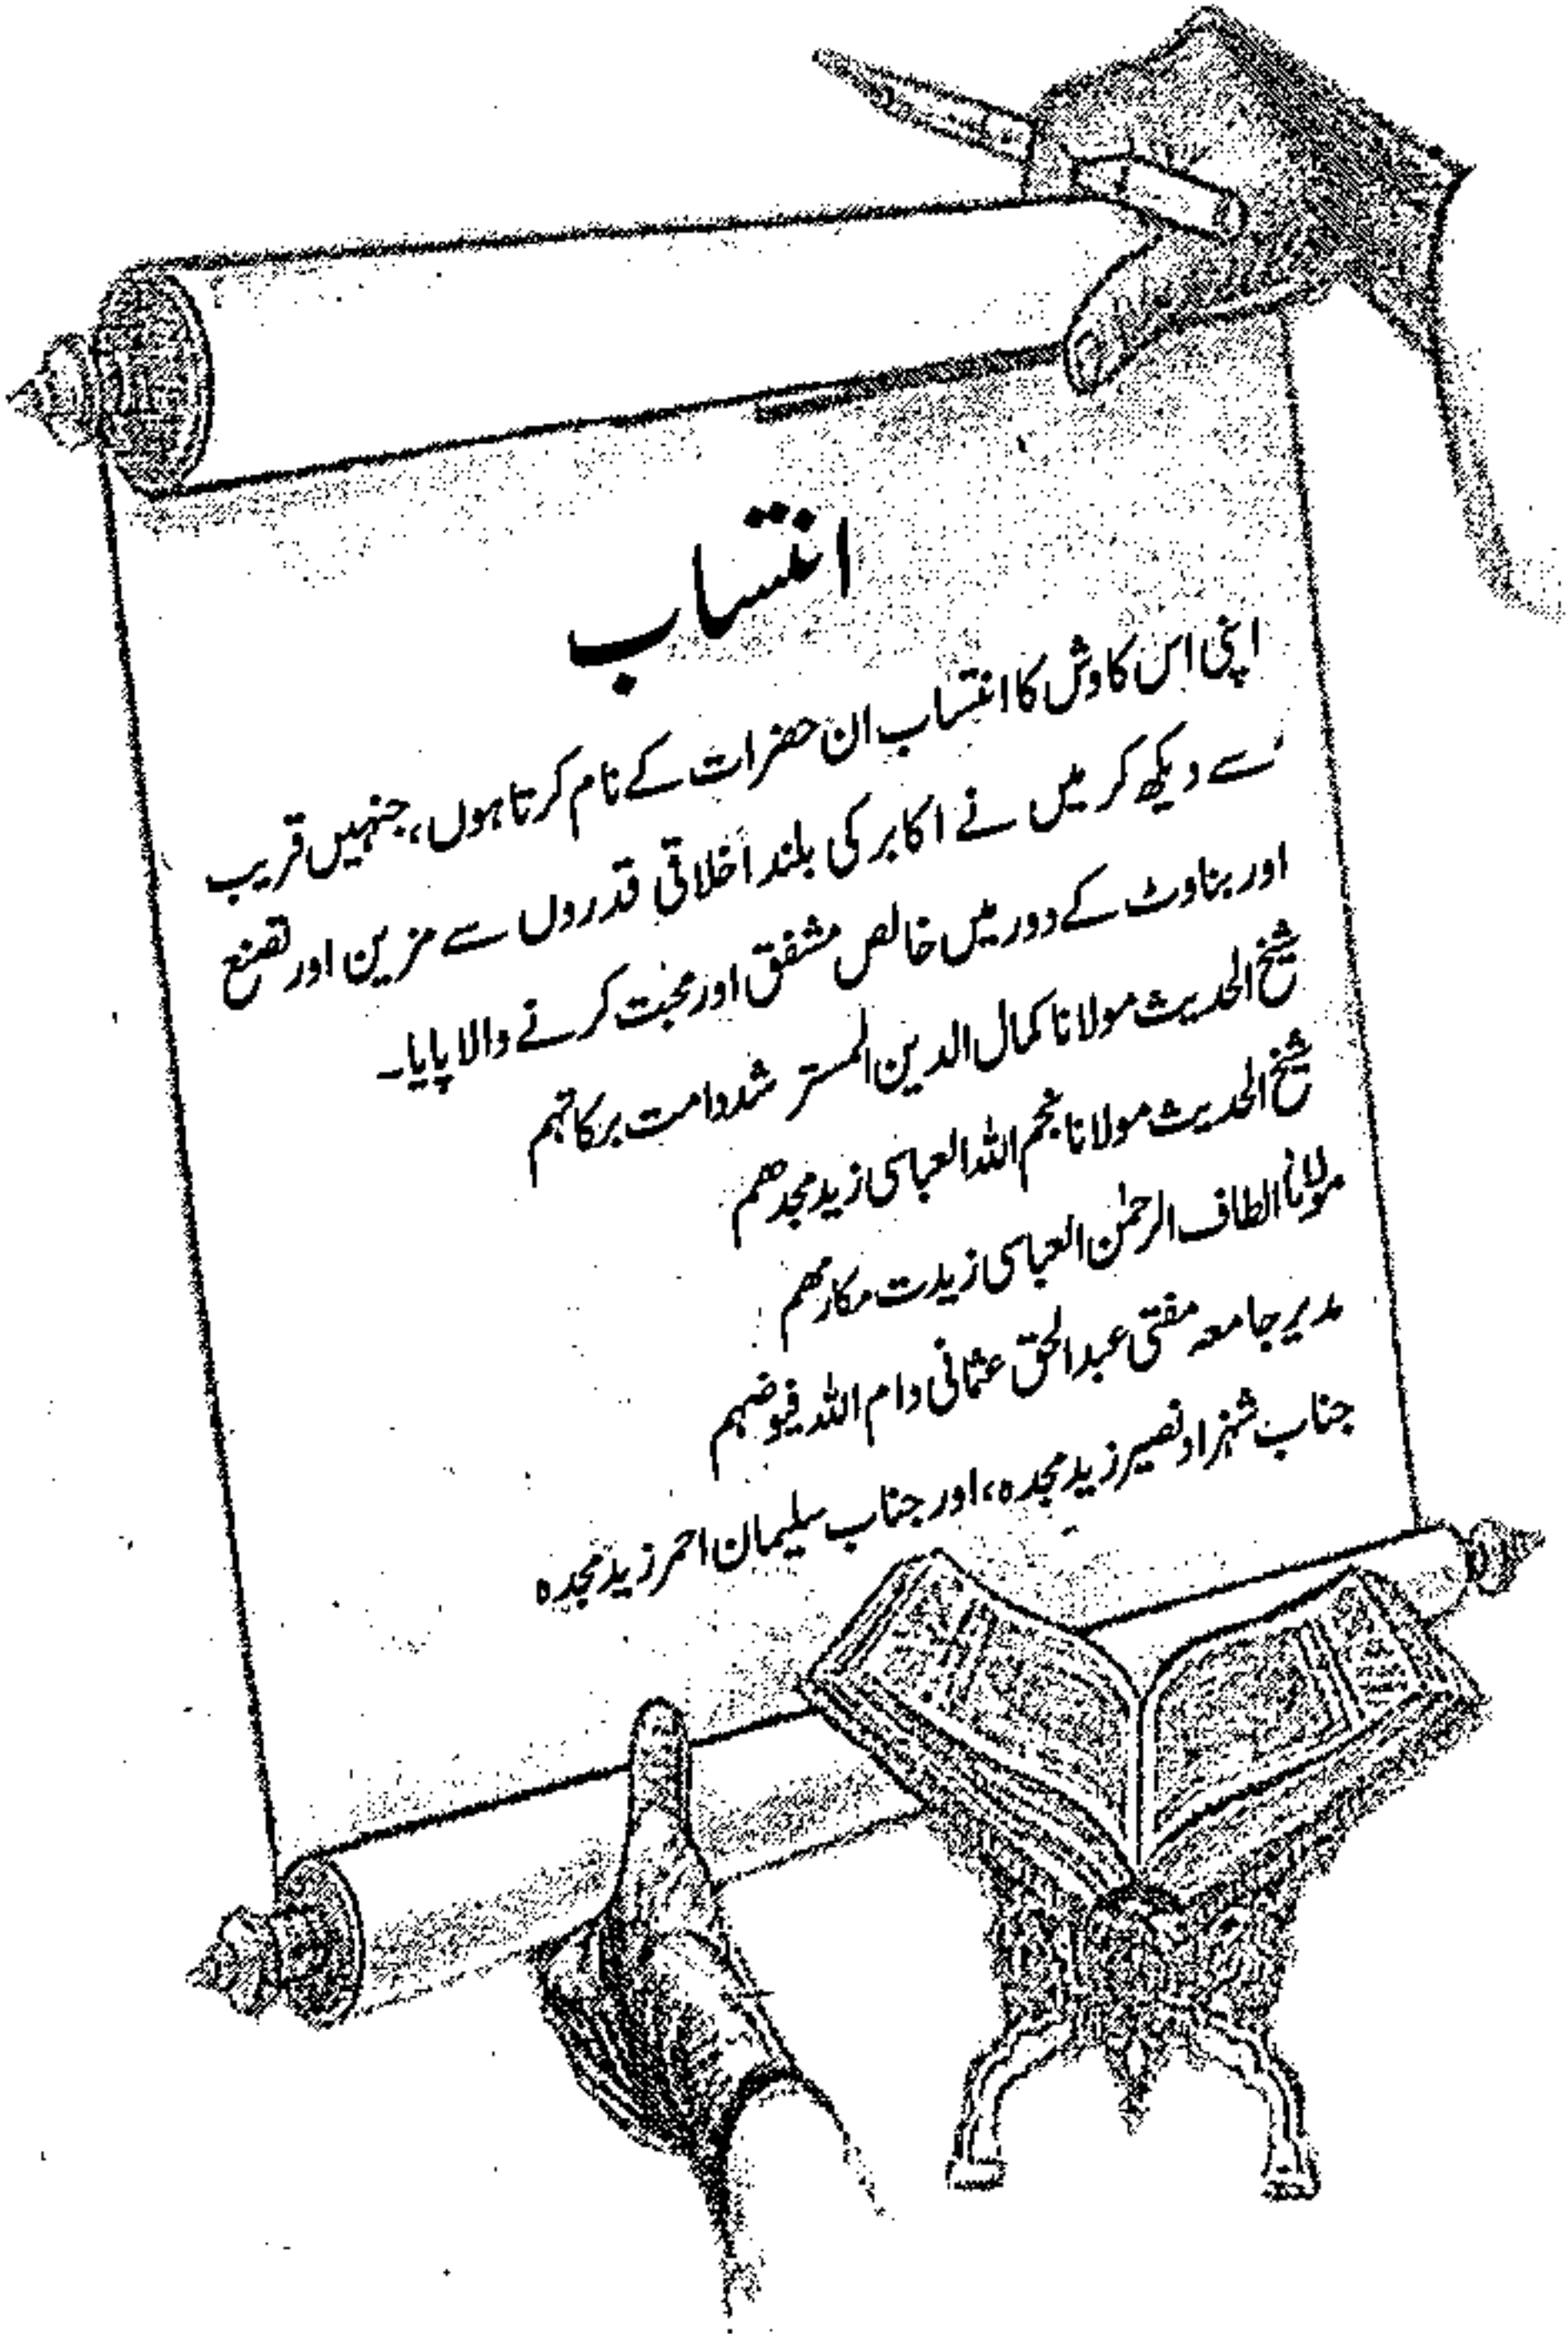 انتساب
اپنی اس کاوش کا انتساب ان حضرات کے نام کرتا ہوں، جنہیں قریب
سے دیکھ کر میں نے اکابر کی بلند اخلاقی قدروں سے مزین اور تصنع
اور بناوٹ کے دور میں خالص مشفق اور محبت کرنے والا پایا۔
شیخ الحدیث مولانا کمال الدین المسترشد دامت برکاتہم
شیخ الحدیث مولانا نجم اللہ العباسی زید مجدھم
مولانا الطاف الرحمٰن العباسی زیدت مکارمھم
مدیر جامعہ مفتی عبدالحق عثمانی دام اللہ فیوضہم
جناب شہزاد نصیر زید مجدہ، اور جناب سلیمان احمر زید مجدہ